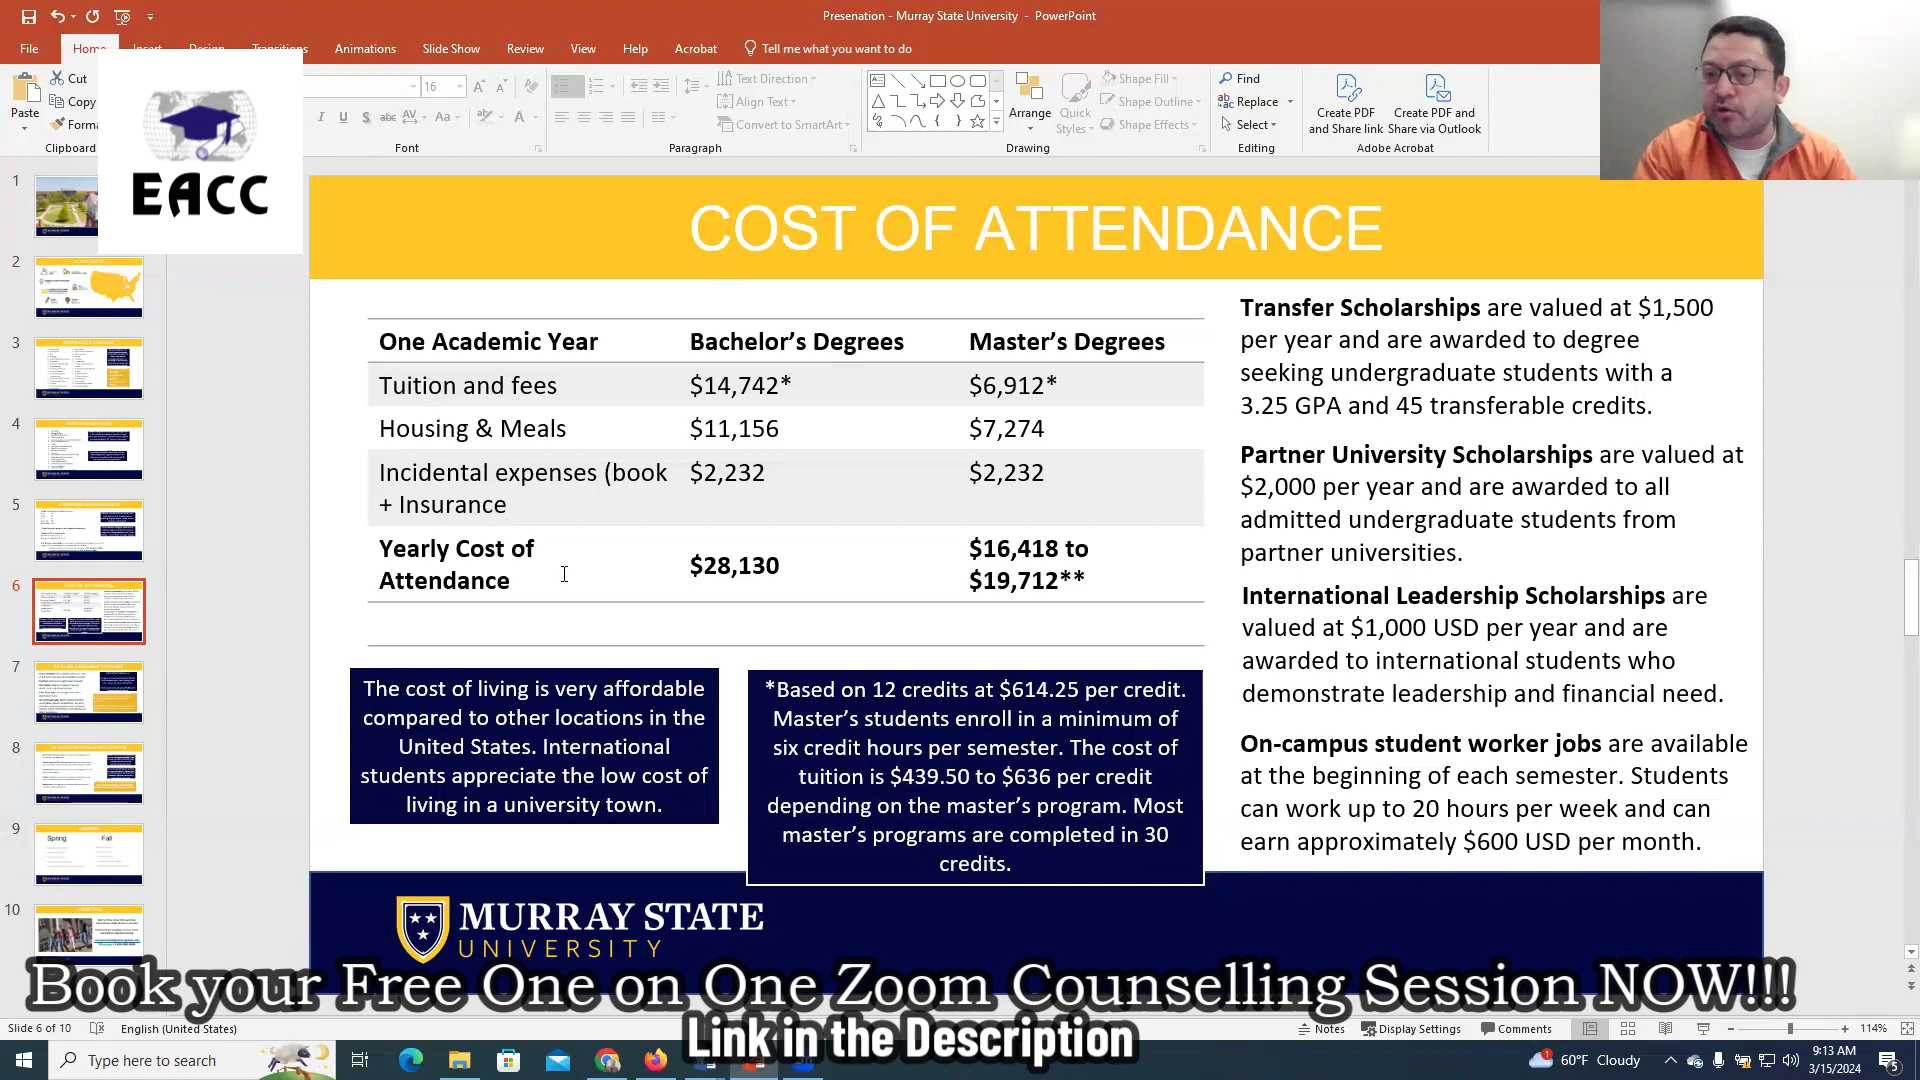 Presenation - Murray State University - PowerPoint
File Home Insert Design Transitions Animations Slide Show Review View Help Acrobat Tell me what you want to do
Cut
Copy
Paste
Clipboard
16
Font
Text Direction
Align Text
Convert to SmartArt
Paragraph
Arrange
Quick
Styles
Shape Fill
Shape Outline
Shape Effects
Drawing
Find
Replace
Select
Editing
Create PDF
and Share link
Create PDF and
Share via Outlook
Adobe Acrobat
EACC
1
2
3
4
5
6
7
8
9
Spring Fall
10
COST OF ATTENDANCE
One Academic Year Bachelor's Degrees Master's Degrees
Tuition and fees $14,742* $6,912*
Housing & Meals $11,156 $7,274
Incidental expenses (book $2,232 $2,232
+ Insurance
Yearly Cost of
Attendance
$28,130
$16,418 to
$19,712**
The cost of living is very affordable
compared to other locations in the
United States. International
students appreciate the low cost of
living in a university town.
*Based on 12 credits at $614.25 per credit.
Master's students enroll in a minimum of
six credit hours per semester. The cost of
tuition is $439.50 to $636 per credit
depending on the master's program. Most
master's programs are completed in 30
credits.
Transfer Scholarships are valued at $1,500
per year and are awarded to degree
seeking undergraduate students with a
3.25 GPA and 45 transferable credits.
Partner University Scholarships are valued at
$2,000 per year and are awarded to all
admitted undergraduate students from
partner universities.
International Leadership Scholarships are
valued at $1,000 USD per year and are
awarded to international students who
demonstrate leadership and financial need.
On-campus student worker jobs are available
at the beginning of each semester. Students
can work up to 20 hours per week and can
earn approximately $600 USD per month.
MURRAY STATE
UNIVERSITY
Book your Free One on One Zoom Counselling Session NOW!!!
Link in the Description
Slide 6 of 10 English (United States) Notes Display Settings Comments 114%
Type here to search
60°F Cloudy
9:13 AM
3/15/2024